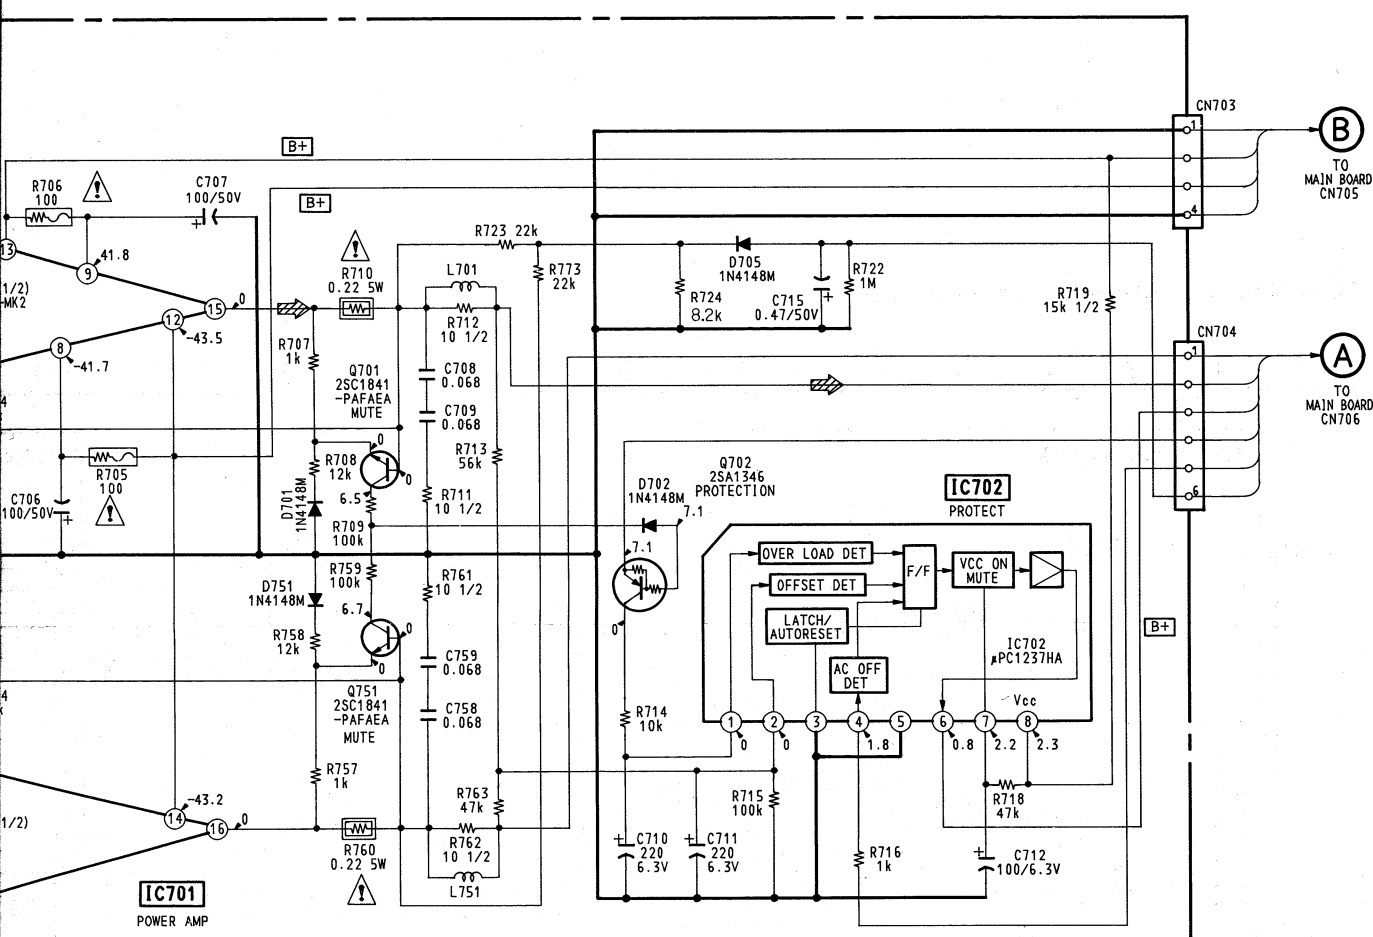 CN703
1
B
B+
TO
MAIN BOARD
CN705
R706
100
!
C707
100/50V
+
B+
4
13
41.8
9
1/2)
-MK2
!
R710
0.22 5W
R723 22k
L701
R773
22k
D705
1N4148M
R722
1M
R724
8.2k
C715
0.47/50V
+
R719
15k 1/2
15
0
12
-43.5
8
-41.7
R707
1k
R712
10 1/2
CN704
1
A
TO
MAIN BOARD
CN706
Q701
2SC1841
-PAFAEA
MUTE
C708
0.068
C709
0.068
4
0
R713
56k
R705
100
!
R708
12k
0
C706
100/50V
+
D701
1N4148M
6.5
R711
10 1/2
R709
100k
Q702
2SA1346
PROTECTION
D702
1N4148M
7.1
IC702
PROTECT
6
7.1
OVER LOAD DET
OFFSET DET
F/F
VCC ON
MUTE
LATCH/
AUTORESET
AC OFF
DET
IC702
μPC1237HA
Vcc
B+
R759
100k
R761
10 1/2
D751
1N4148M
6.7
0
R758
12k
0
0
C759
0.068
Q751
2SC1841
-PAFAEA
MUTE
C758
0.068
4
R714
10k
1
2
3
4
5
6
7
8
0
0
1.8
0.8
2.2
2.3
R757
1k
R763
47k
R715
100k
R718
47k
-43.2
14
16
0
1/2)
R760
0.22 5W
!
R762
10 1/2
L751
+
C710
220
6.3V
+
C711
220
6.3V
R716
1k
+
C712
100/6.3V
IC701
POWER AMP